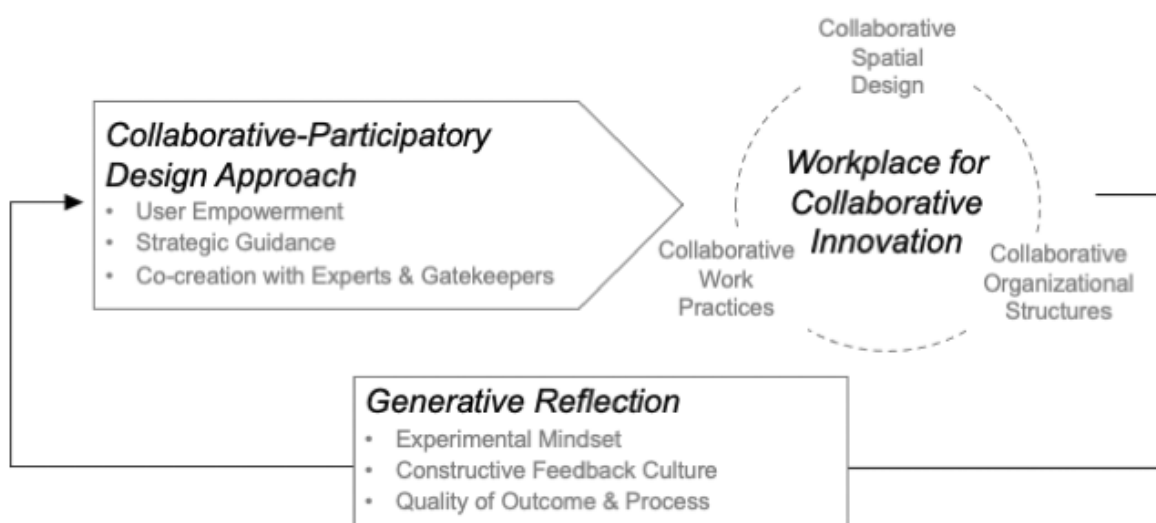 Collaborative
Spatial
Design
Collaborative-Participatory
Design Approach
• User Empowerment
• Strategic Guidance
• Co-creation with Experts & Gatekeepers
Workplace for
Collaborative
Innovation
Collaborative
Work
Practices
Collaborative
Organizational
Structures
Generative Reflection
• Experimental Mindset
• Constructive Feedback Culture
• Quality of Outcome & Process